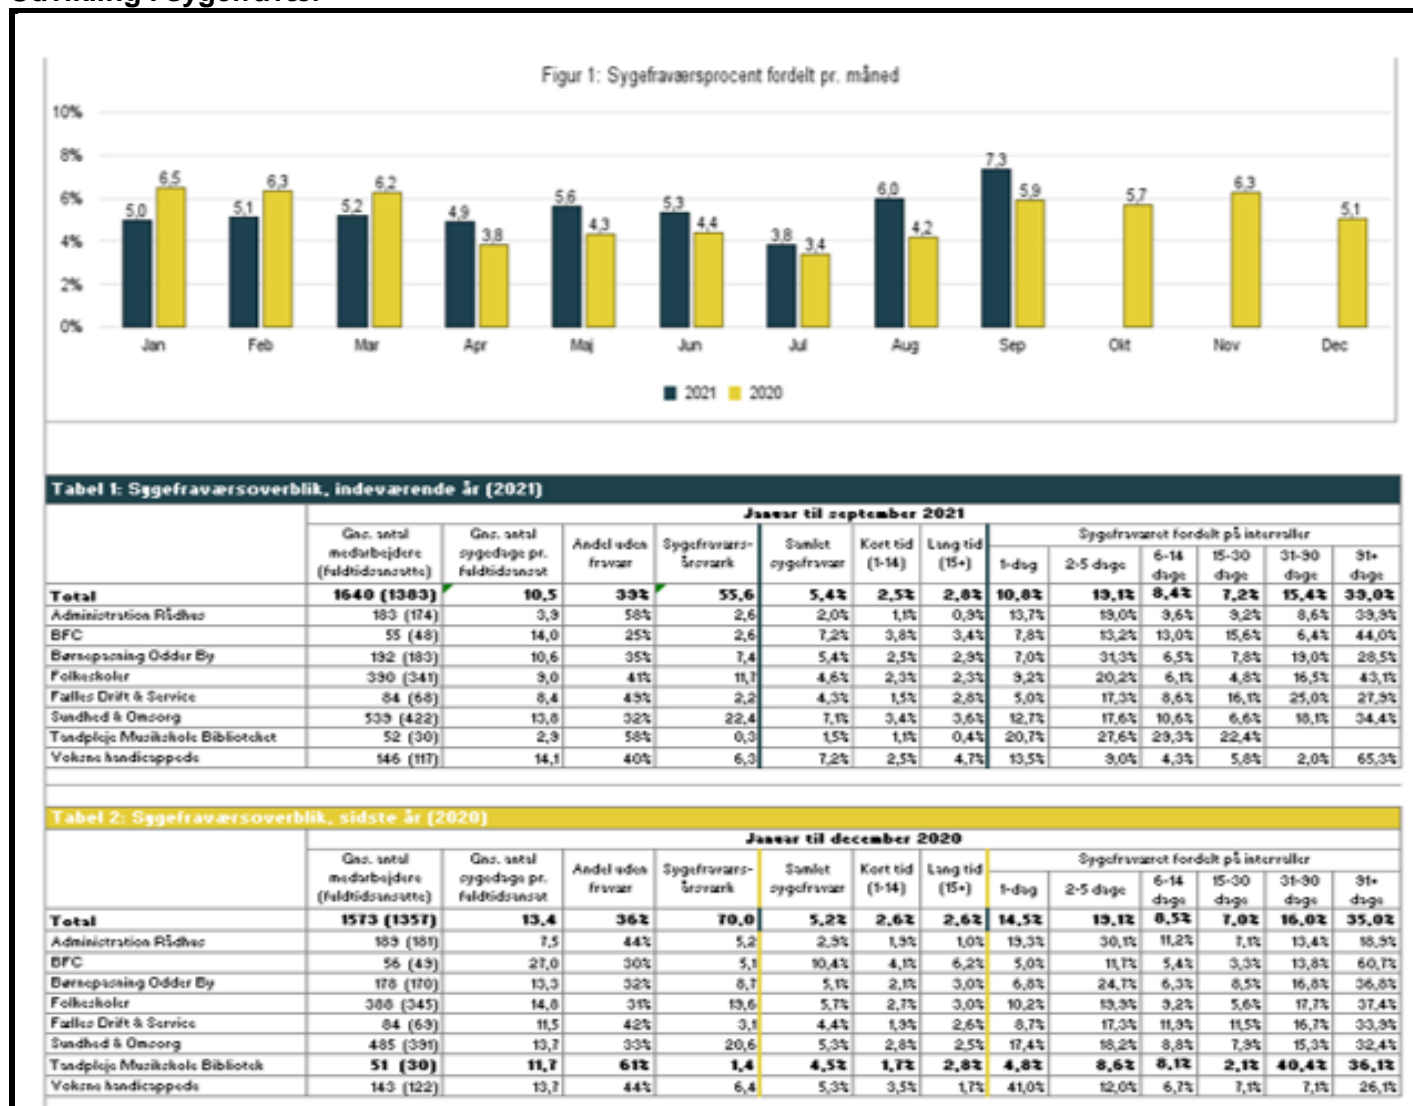 Udvikling i sygefravær
Figur 1: Sygefraværsprocent fordelt pr. måned
10%
8%
6%
4%
2%
0%
5,0 6,5 5,1 6,3 5,2 6,2 4,9 3,8 5,6 4,3 5,3 4,4 3,8 3,4 6,0 4,2 7,3 5,9 5,7 6,3 5,1
Jan Feb Mar Apr Maj Jun Jul Aug Sep Okt Nov Dec
2021 2020
Tabel 1: Sygefraværsoverblik, indeværende år (2021)
Januar til september 2021
Gns. antal medarbejdere (fuldtidsansatte) Gns. antal sygedage pr. fuldtidsansat Andel uden fravær Sygefraværs-årsværk Samlet sygefravær Kort tid (1-14) Lang tid (15+) Sygefraværet fordelt på intervaller
1-dag 2-5 dage 6-14 dage 15-30 dage 31-90 dage 91+ dage
Total 1640 (1383) 10,5 39% 55,6 5,4% 2,5% 2,8% 10,8% 19,1% 8,4% 7,2% 15,4% 39,0%
Administration Rådhus 183 (174) 3,9 58% 2,6 2,0% 1,1% 0,9% 13,7% 19,0% 9,6% 9,2% 8,6% 39,9%
BFC 55 (48) 14,0 25% 2,6 7,2% 3,8% 3,4% 7,8% 13,2% 13,0% 15,6% 6,4% 44,0%
Børnepasning Odder By 192 (183) 10,6 35% 7,4 5,4% 2,5% 2,9% 7,0% 31,3% 6,5% 7,8% 19,0% 28,5%
Folkeskoler 390 (341) 9,0 41% 11,7 4,6% 2,3% 2,3% 9,2% 20,2% 6,1% 4,8% 16,5% 43,1%
Fælles Drift & Service 84 (68) 8,4 49% 2,2 4,3% 1,5% 2,8% 5,0% 17,3% 8,6% 16,1% 25,0% 27,9%
Sundhed & Omsorg 539 (422) 13,8 32% 22,4 7,1% 3,4% 3,6% 12,7% 17,6% 10,6% 6,6% 18,1% 34,4%
Tandpleje Musikskole Biblioteket 52 (30) 2,9 58% 0,3 1,5% 1,1% 0,4% 20,7% 27,6% 29,3% 22,4%
Voksne handicappede 146 (117) 14,1 40% 6,3 7,2% 2,5% 4,7% 13,5% 9,0% 4,3% 5,8% 2,0% 65,3%
Tabel 2: Sygefraværsoverblik, sidste år (2020)
Januar til december 2020
Gns. antal medarbejdere (fuldtidsansatte) Gns. antal sygedage pr. fuldtidsansat Andel uden fravær Sygefraværs-årsværk Samlet sygefravær Kort tid (1-14) Lang tid (15+) Sygefraværet fordelt på intervaller
1-dag 2-5 dage 6-14 dage 15-30 dage 31-90 dage 91+ dage
Total 1573 (1357) 13,4 36% 70,0 5,2% 2,6% 2,6% 14,5% 19,1% 8,5% 7,0% 16,0% 35,0%
Administration Rådhus 189 (181) 7,5 44% 5,2 2,9% 1,9% 1,0% 19,3% 30,1% 11,2% 7,1% 13,4% 18,9%
BFC 56 (49) 27,0 30% 5,1 10,4% 4,1% 6,2% 5,0% 11,7% 5,4% 3,3% 13,8% 60,7%
Børnepasning Odder By 178 (170) 13,3 32% 8,7 5,1% 2,1% 3,0% 6,8% 24,7% 6,3% 8,5% 16,8% 36,8%
Folkeskoler 388 (345) 14,8 31% 19,6 5,7% 2,7% 3,0% 10,2% 19,9% 9,2% 5,6% 17,7% 37,4%
Fælles Drift & Service 84 (69) 11,5 42% 3,1 4,4% 1,9% 2,6% 8,7% 17,3% 11,9% 11,5% 16,7% 33,9%
Sundhed & Omsorg 485 (391) 13,7 33% 20,6 5,3% 2,8% 2,5% 17,4% 18,2% 8,8% 7,9% 15,3% 32,4%
Tandpleje Musikskole Bibliotek 51 (30) 11,7 61% 1,4 4,5% 1,7% 2,8% 4,8% 8,6% 8,1% 2,1% 40,4% 36,1%
Voksne handicappede 143 (122) 13,7 44% 6,4 5,3% 3,5% 1,7% 41,0% 12,0% 6,7% 7,1% 7,1% 26,1%